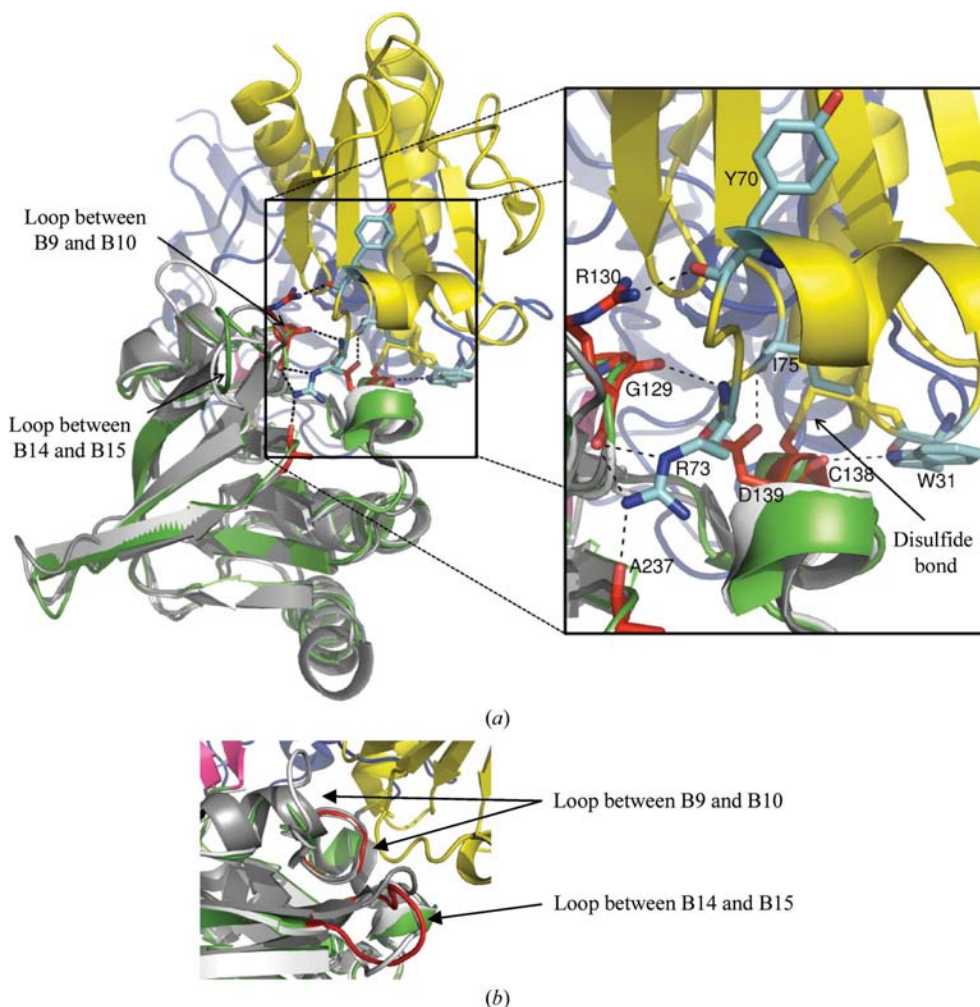 Loop between
B9 and B10
Loop between
B14 and B15
Y70
R130
I75
G129
R73
C138
D139
W31
A237
Disulfide
bond
(a)
Loop between B9 and B10
Loop between B14 and B15
(b)